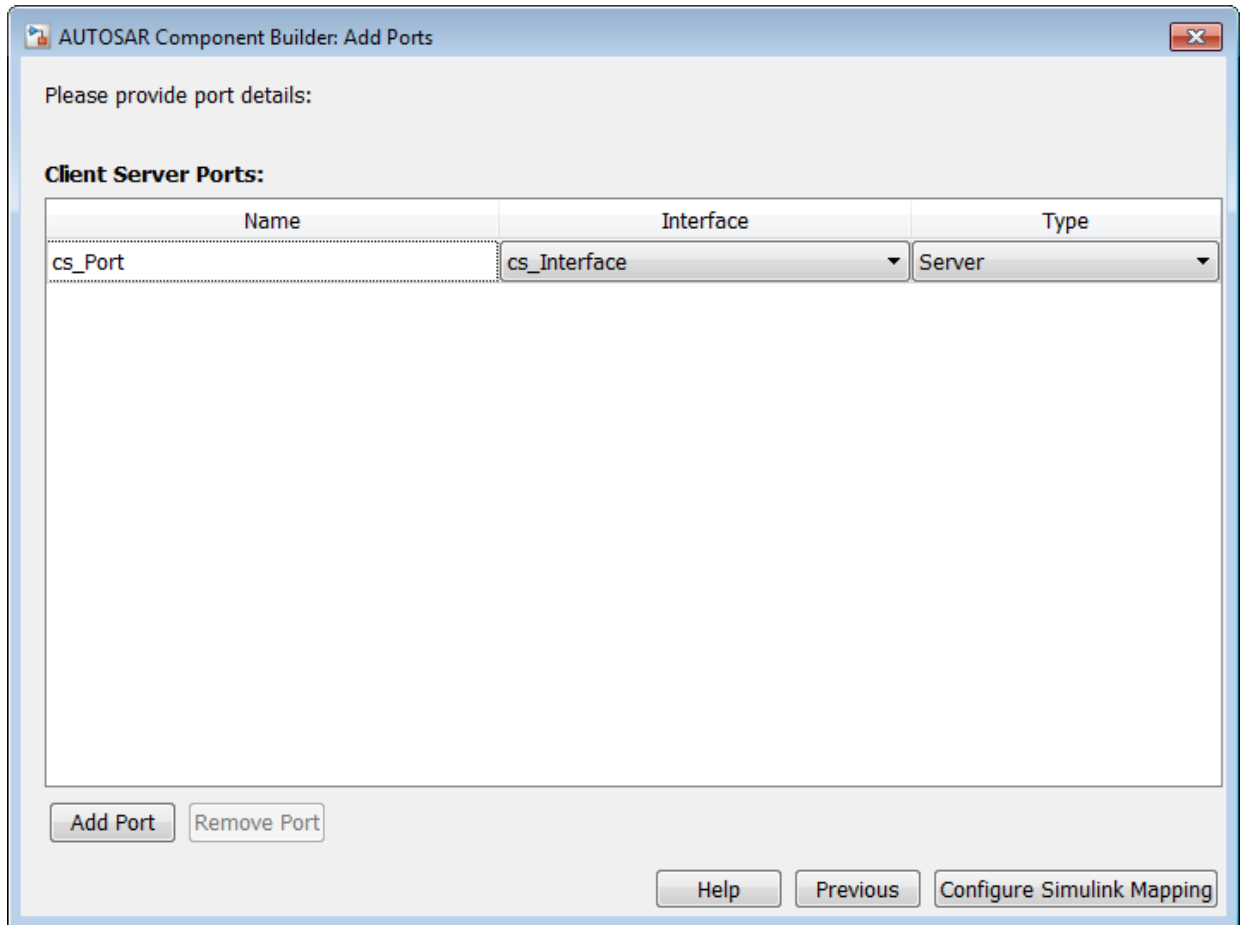 AUTOSAR Component Builder: Add Ports
Please provide port details:
Client Server Ports:
Name Interface Type
cs_Port cs_Interface Server
Add Port Remove Port
Help Previous Configure Simulink Mapping